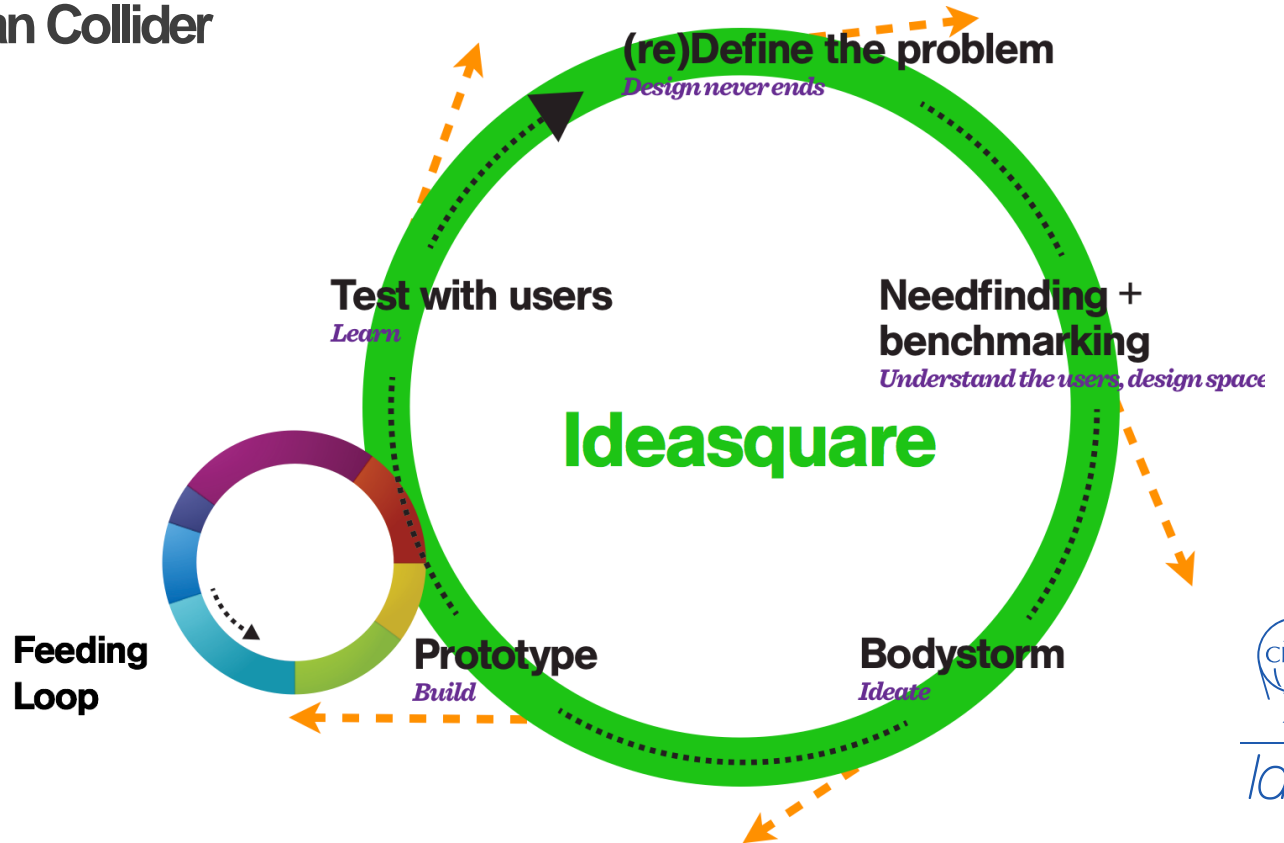 an Collider
(re)Define the problem
Design never ends
Test with users
Learn
Needfinding +
benchmarking
Understand the users, design space
Ideasquare
Feeding
Loop
Prototype
Build
Bodystorm
Ideate